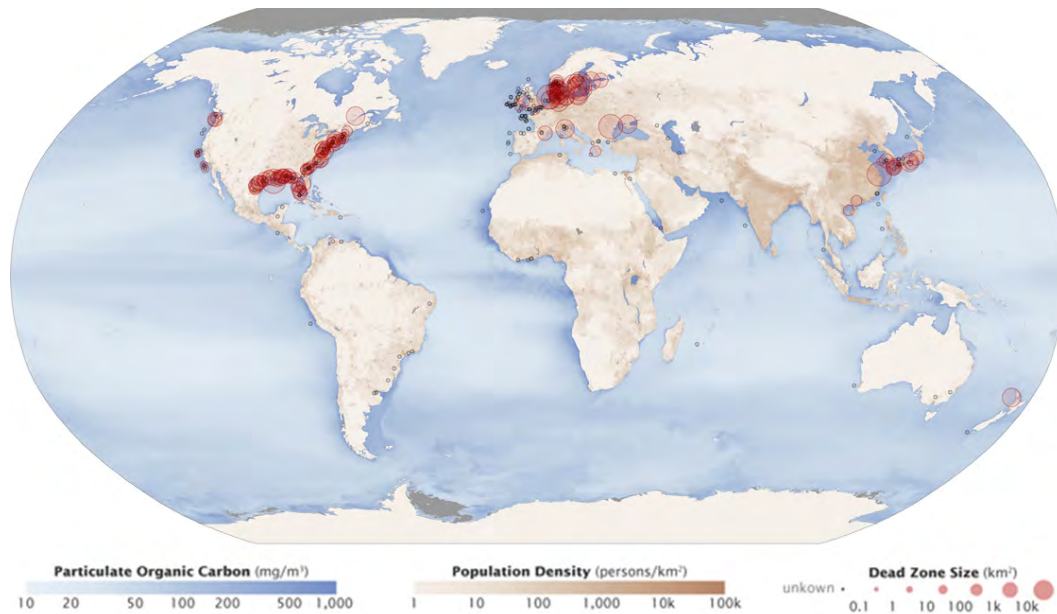 Particulate Organic Carbon (mg/m³)
10 20 50 100 200 500 1,000
Population Density (persons/km²)
1 10 100 1,000 10k 100k
unkown
Dead Zone Size (km²)
0.1 1 10 100 1k 10k